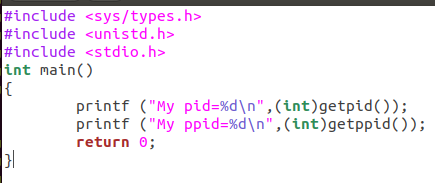 #include <sys/types.h>
#include <unistd.h>
#include <stdio.h>
int main()
{
        printf ("My pid=%d\n",(int)getpid());
        printf ("My ppid=%d\n",(int)getppid());
        return 0;
}